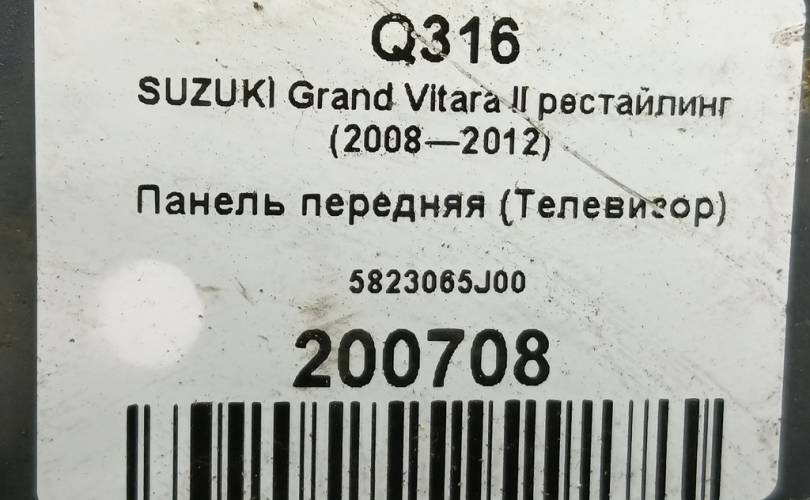 Q316
SUZUKI Grand Vitara II рестайлинг
(2008—2012)
Панель передняя (Телевизор)
5823065J00
200708